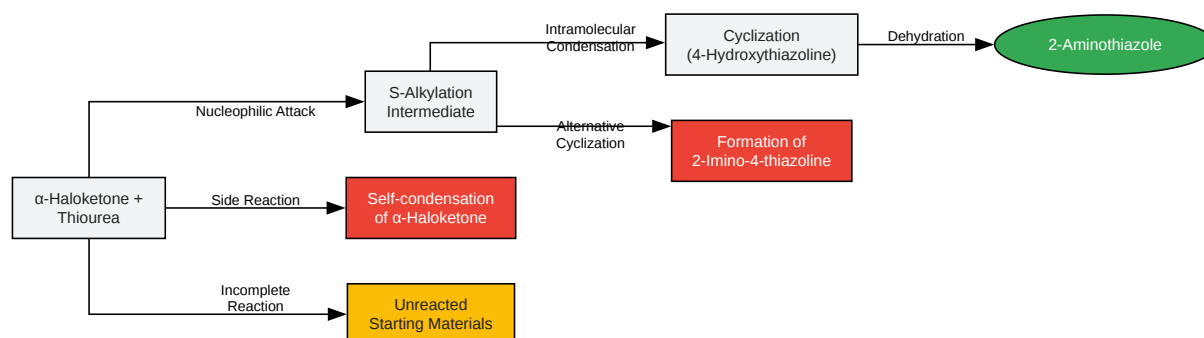 Intramolecular
Condensation
Cyclization
(4-Hydroxythiazoline)
Dehydration
2-Aminothiazole
Nucleophilic Attack
S-Alkylation
Intermediate
Alternative
Cyclization
Formation of
2-Imino-4-thiazoline
α-Haloketone +
Thiourea
Side Reaction
Self-condensation
of α-Haloketone
Incomplete
Reaction
Unreacted
Starting Materials